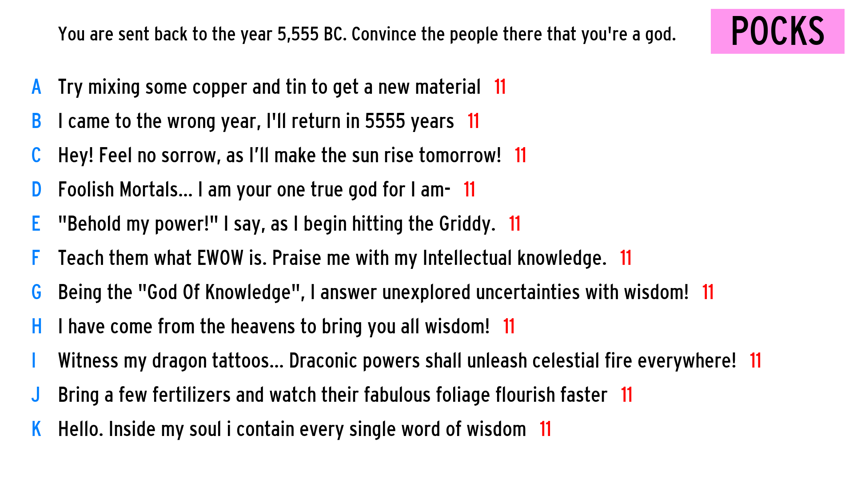 You are sent back to the year 5,555 BC. Convince the people there that you're a god.
POCKS
A Try mixing some copper and tin to get a new material 11
B I came to the wrong year, I'll return in 5555 years 11
C Hey! Feel no sorrow, as I’ll make the sun rise tomorrow! 11
D Foolish Mortals... I am your one true god for I am- 11
E "Behold my power!" I say, as I begin hitting the Griddy. 11
F Teach them what EWOW is. Praise me with my Intellectual knowledge. 11
G Being the "God Of Knowledge", I answer unexplored uncertainties with wisdom! 11
H I have come from the heavens to bring you all wisdom! 11
I Witness my dragon tattoos... Draconic powers shall unleash celestial fire everywhere! 11
J Bring a few fertilizers and watch their fabulous foliage flourish faster 11
K Hello. Inside my soul i contain every single word of wisdom 11